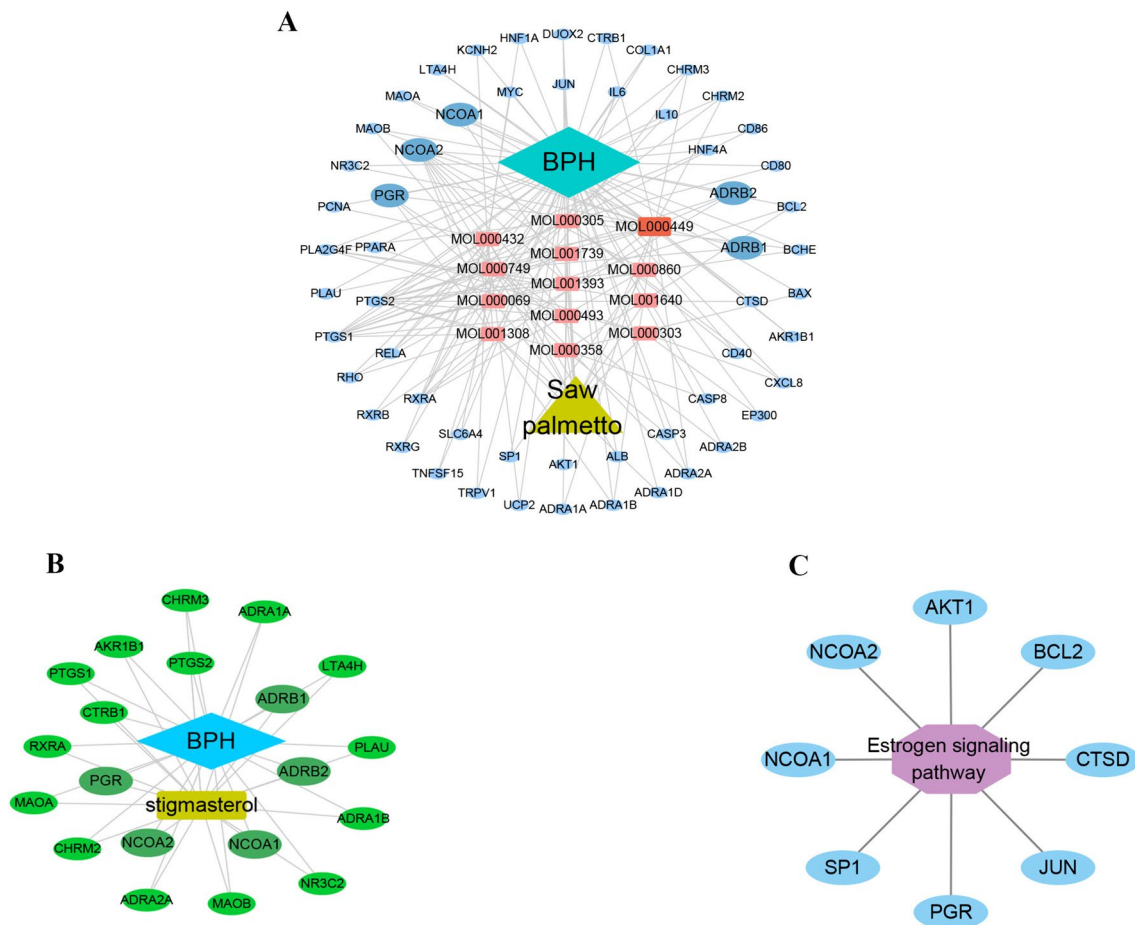 A
DUOX2
HNF1A
CTRB1
KCNH2
COL1A1
LTA4H
JUN
CHRM3
MYC
IL6
MAOA
CHRM2
NCOA1
IL10
MAOB
CD86
NCOA2
HNF4A
BPH
NR3C2
CD80
PGR
ADRB2
PCNA
BCL2
MOL000305
MOL000449
MOL000432
ADRB1
PLA2G4F
PPARA
MOL001739
BCHE
MOL000749
MOL000860
MOL001393
PLAU
BAX
PTGS2
MOL000069
MOL001640
CTSD
MOL000493
PTGS1
MOL001308
MOL000303
AKR1B1
RELA
MOL000358
CD40
RHO
CXCL8
Saw
palmetto
RXRA
CASP8
RXRB
EP300
SLC6A4
CASP3
RXRG
SP1
ALB
ADRA2B
AKT1
TNFSF15
ADRA2A
TRPV1
ADRA1D
UCP2
ADRA1B
ADRA1A
B
CHRM3
ADRA1A
AKR1B1
PTGS2
LTA4H
PTGS1
ADRB1
CTRB1
BPH
RXRA
PLAU
ADRB2
PGR
MAOA
stigmasterol
ADRA1B
NCOA2
NCOA1
CHRM2
NR3C2
ADRA2A
MAOB
C
AKT1
NCOA2
BCL2
Estrogen signaling
pathway
NCOA1
CTSD
SP1
JUN
PGR